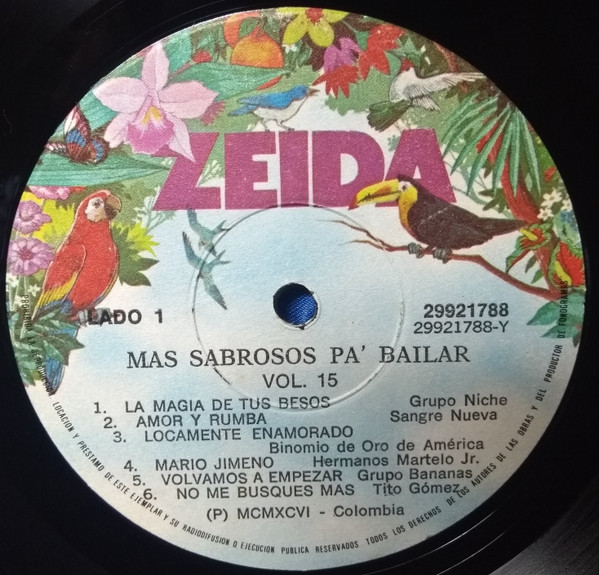 ZEIDA
LADO 1
29921788
29921788-Y
MAS SABROSOS PA' BAILAR
VOL. 15
1. LA MAGIA DE TUS BESOS Grupo Niche
2. AMOR Y RUMBA Sangre Nueva
3. LOCAMENTE ENAMORADO
Binomio de Oro de América
4. MARIO JIMENO Hermanos Martelo Jr.
5. VOLVAMOS A EMPEZAR Grupo Bananas
6. NO ME BUSQUES MAS Tito Gómez
(P) MCMXCVI - Colombia
LOCACION Y PRESTAMO DE ESTE EJEMPLAR Y SU RADIODIFUSION O EJECUCION PUBLICA RESERVADOS TODOS LOS DERECHOS DE LOS AUTORES DE LAS OBRAS Y DEL PRODUCTOR DE FONOGRAMAS